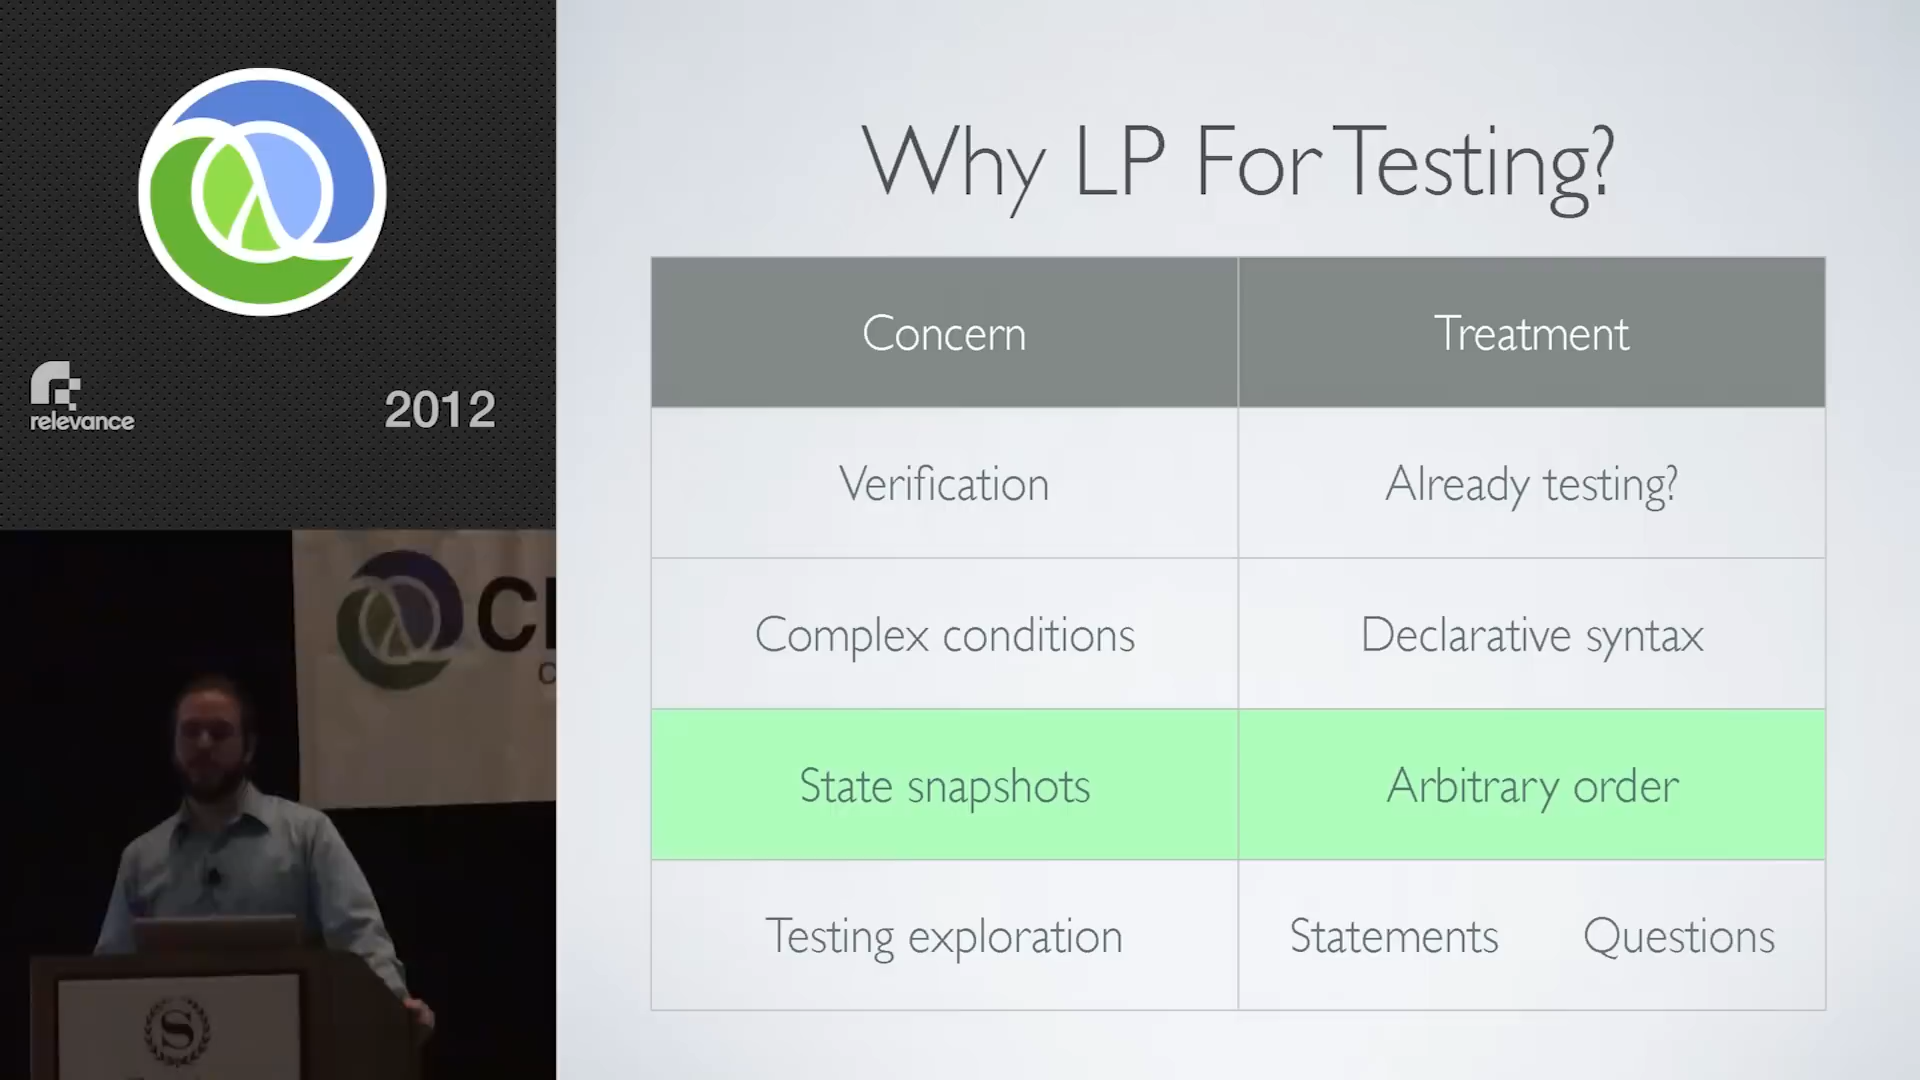 relevance
2012
Cl
C
S
Why LP For Testing?
Concern Treatment
Verification Already testing?
Complex conditions Declarative syntax
State snapshots Arbitrary order
Testing exploration Statements Questions